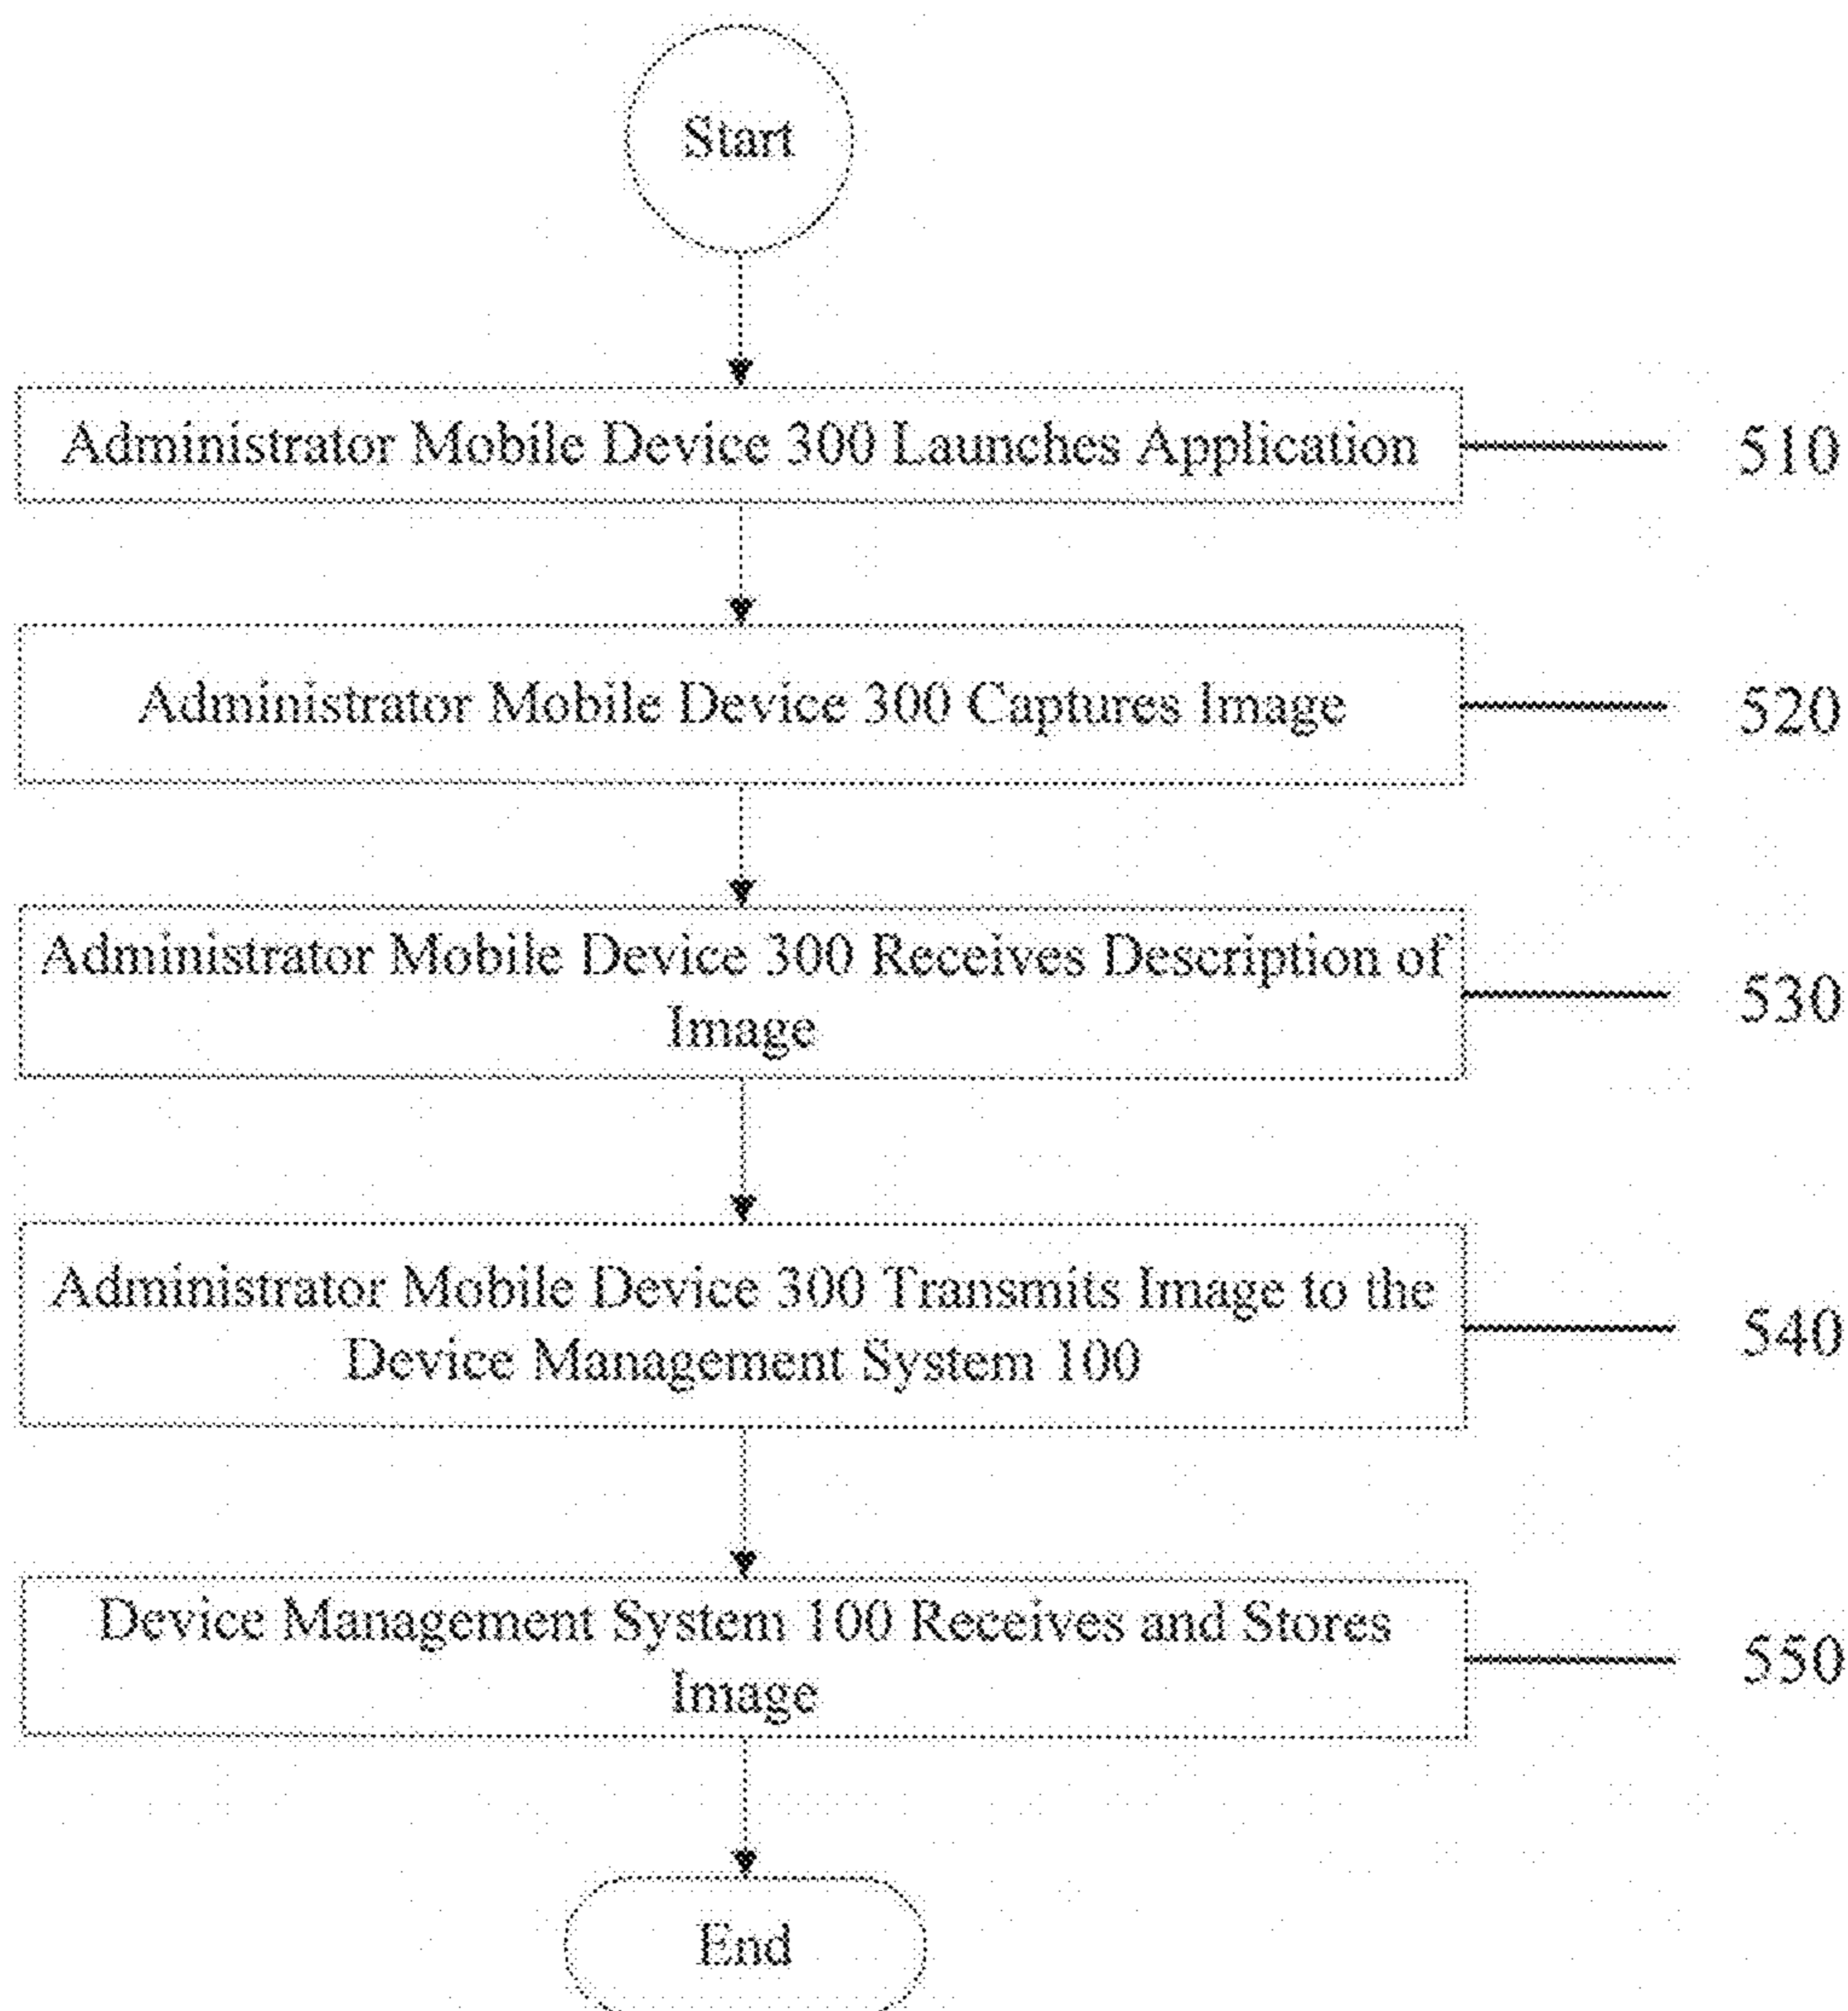 Start
Administrator Mobile Device 300 Launches Application
510
Administrator Mobile Device 300 Captures Image
520
Administrator Mobile Device 300 Receives Description of
Image
530
Administrator Mobile Device 300 Transmits Image to the
Device Management System 100
540
Device Management System 100 Receives and Stores
Image
550
End